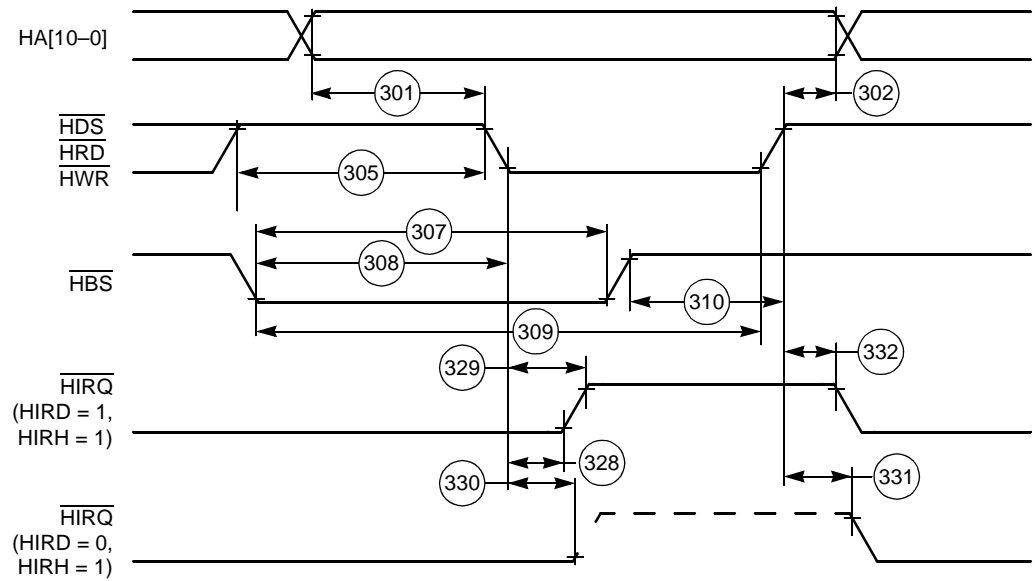 HA[10–0]
301
302
HDS
HRD
HWR
305
307
308
HBS
310
309
329
332
HIRQ
(HIRD = 1,
HIRH = 1)
328
330
331
HIRQ
(HIRD = 0,
HIRH = 1)